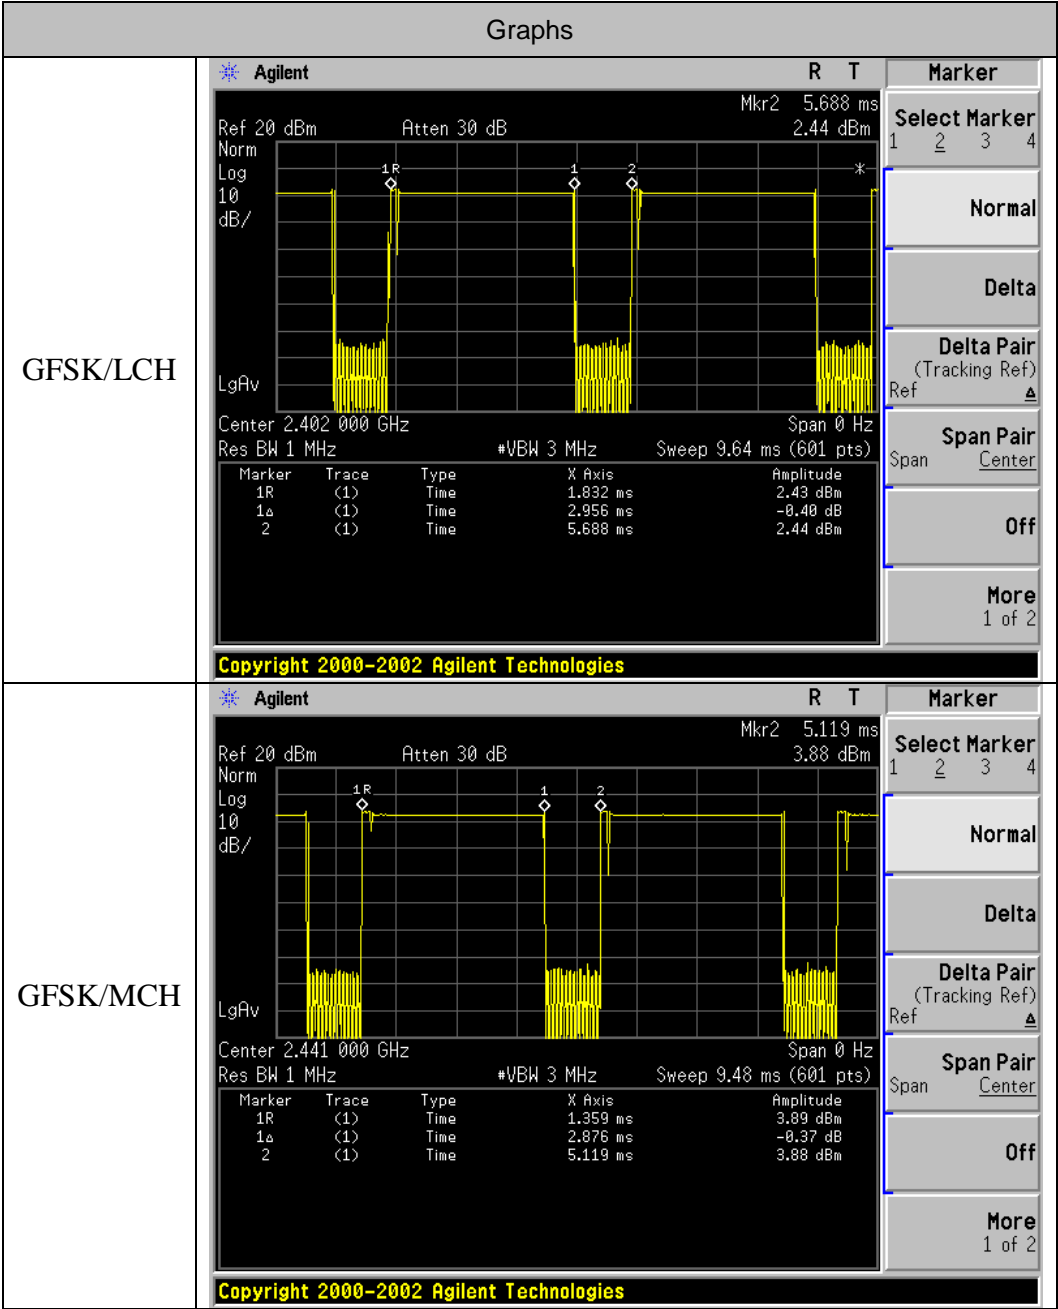 Graphs
GFSK/LCH
Agilent R T Marker
Mkr2 5.688 ms
Ref 20 dBm Atten 30 dB 2.44 dBm
Norm
Log
10
dB/
1R 1 2
LgAv
Center 2.402 000 GHz Span 0 Hz
Res BW 1 MHz #VBW 3 MHz Sweep 9.64 ms (601 pts)
Marker Trace Type X Axis Amplitude
1R (1) Time 1.832 ms 2.43 dBm
1Δ (1) Time 2.956 ms -0.40 dB
2 (1) Time 5.688 ms 2.44 dBm
Select Marker
1 2 3 4
Normal
Delta
Delta Pair
(Tracking Ref)
Ref Δ
Span Pair
Span Center
Off
More
1 of 2
Copyright 2000-2002 Agilent Technologies
GFSK/MCH
Agilent R T Marker
Mkr2 5.119 ms
Ref 20 dBm Atten 30 dB 3.88 dBm
Norm
Log
10
dB/
1R 1 2
LgAv
Center 2.441 000 GHz Span 0 Hz
Res BW 1 MHz #VBW 3 MHz Sweep 9.48 ms (601 pts)
Marker Trace Type X Axis Amplitude
1R (1) Time 1.359 ms 3.89 dBm
1Δ (1) Time 2.876 ms -0.37 dB
2 (1) Time 5.119 ms 3.88 dBm
Select Marker
1 2 3 4
Normal
Delta
Delta Pair
(Tracking Ref)
Ref Δ
Span Pair
Span Center
Off
More
1 of 2
Copyright 2000-2002 Agilent Technologies